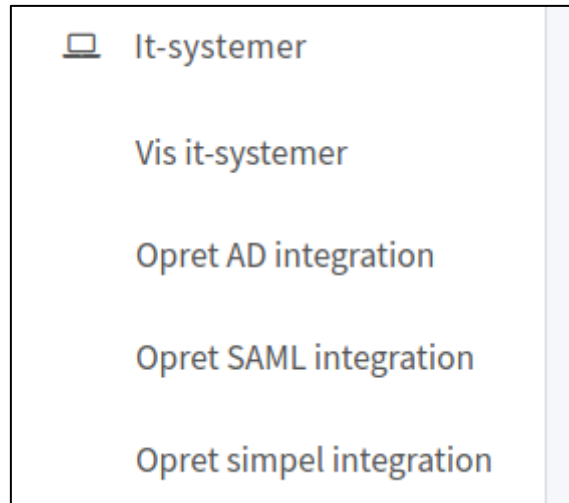 It-systemer
Vis it-systemer
Opret AD integration
Opret SAML integration
Opret simpel integration